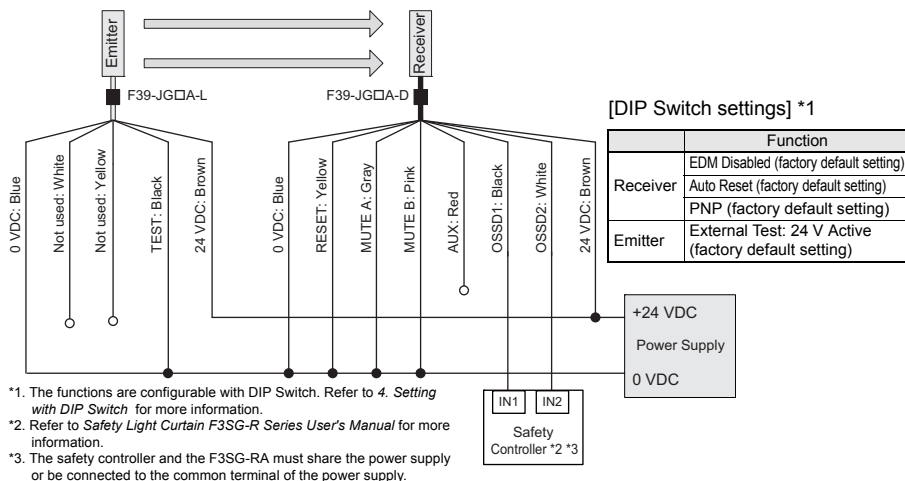 Emitter
Receiver
F39-JG□A-L
F39-JG□A-D
0 VDC: Blue
Not used: White
Not used: Yellow
TEST: Black
24 VDC: Brown
0 VDC: Blue
RESET: Yellow
MUTE A: Gray
MUTE B: Pink
AUX: Red
OSSD1: Black
OSSD2: White
24 VDC: Brown
[DIP Switch settings] *1
Function
Receiver
EDM Disabled (factory default setting)
Auto Reset (factory default setting)
PNP (factory default setting)
Emitter
External Test: 24 V Active
(factory default setting)
+24 VDC
Power Supply
0 VDC
IN1
IN2
Safety
Controller *2 *3
*1. The functions are configurable with DIP Switch. Refer to 4. Setting
with DIP Switch for more information.
*2. Refer to Safety Light Curtain F3SG-R Series User's Manual for more
information.
*3. The safety controller and the F3SG-RA must share the power supply
or be connected to the common terminal of the power supply.